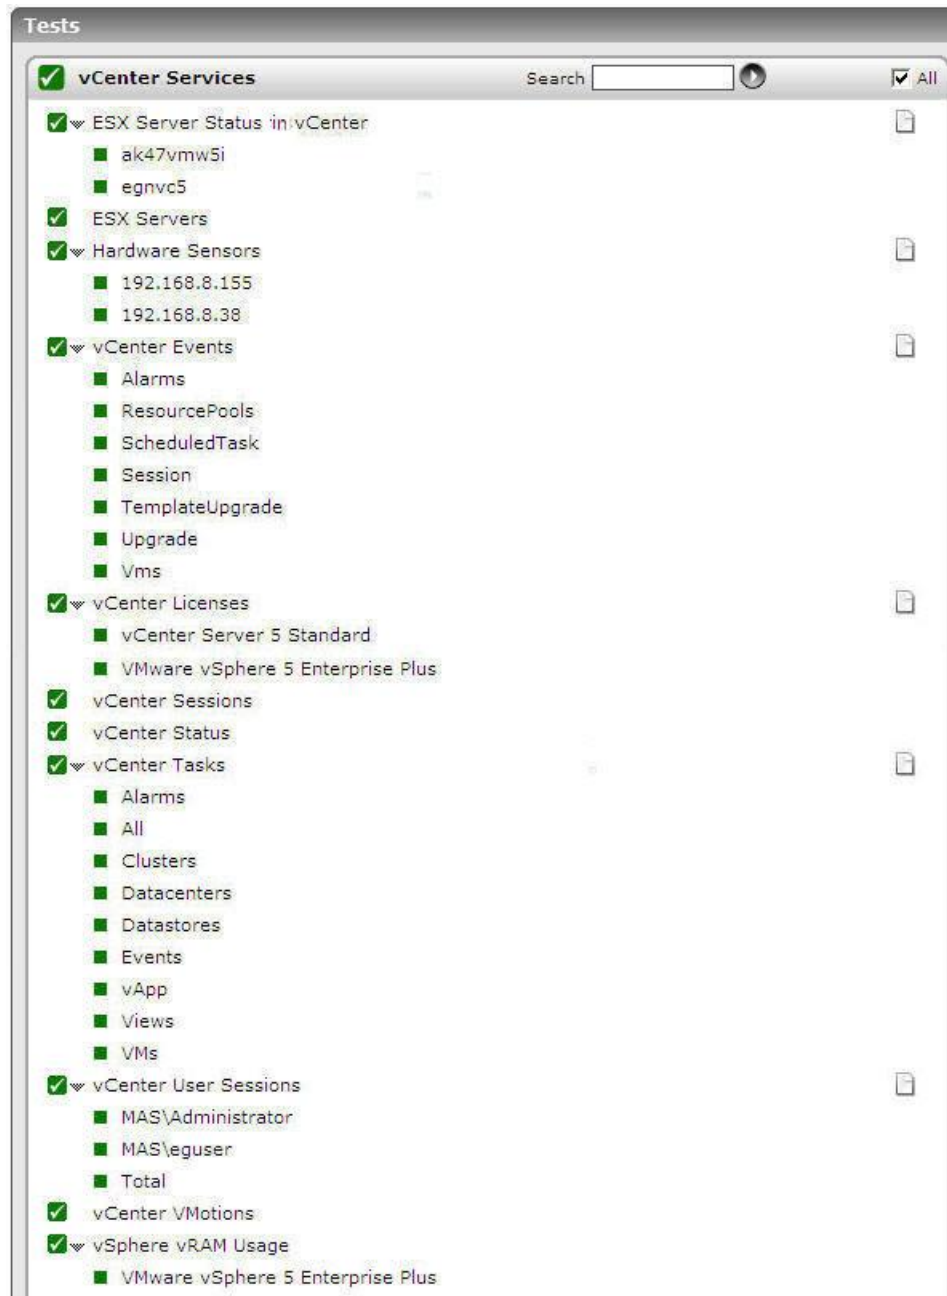 Tests
vCenter Services Search All
ESX Server Status in vCenter
ak47vmw5i
egnvc5
ESX Servers
Hardware Sensors
192.168.8.155
192.168.8.38
vCenter Events
Alarms
ResourcePools
ScheduledTask
Session
TemplateUpgrade
Upgrade
Vms
vCenter Licenses
vCenter Server 5 Standard
VMware vSphere 5 Enterprise Plus
vCenter Sessions
vCenter Status
vCenter Tasks
Alarms
All
Clusters
Datacenters
Datastores
Events
vApp
Views
VMs
vCenter User Sessions
MAS\Administrator
MAS\eguser
Total
vCenter VMotions
vSphere vRAM Usage
VMware vSphere 5 Enterprise Plus